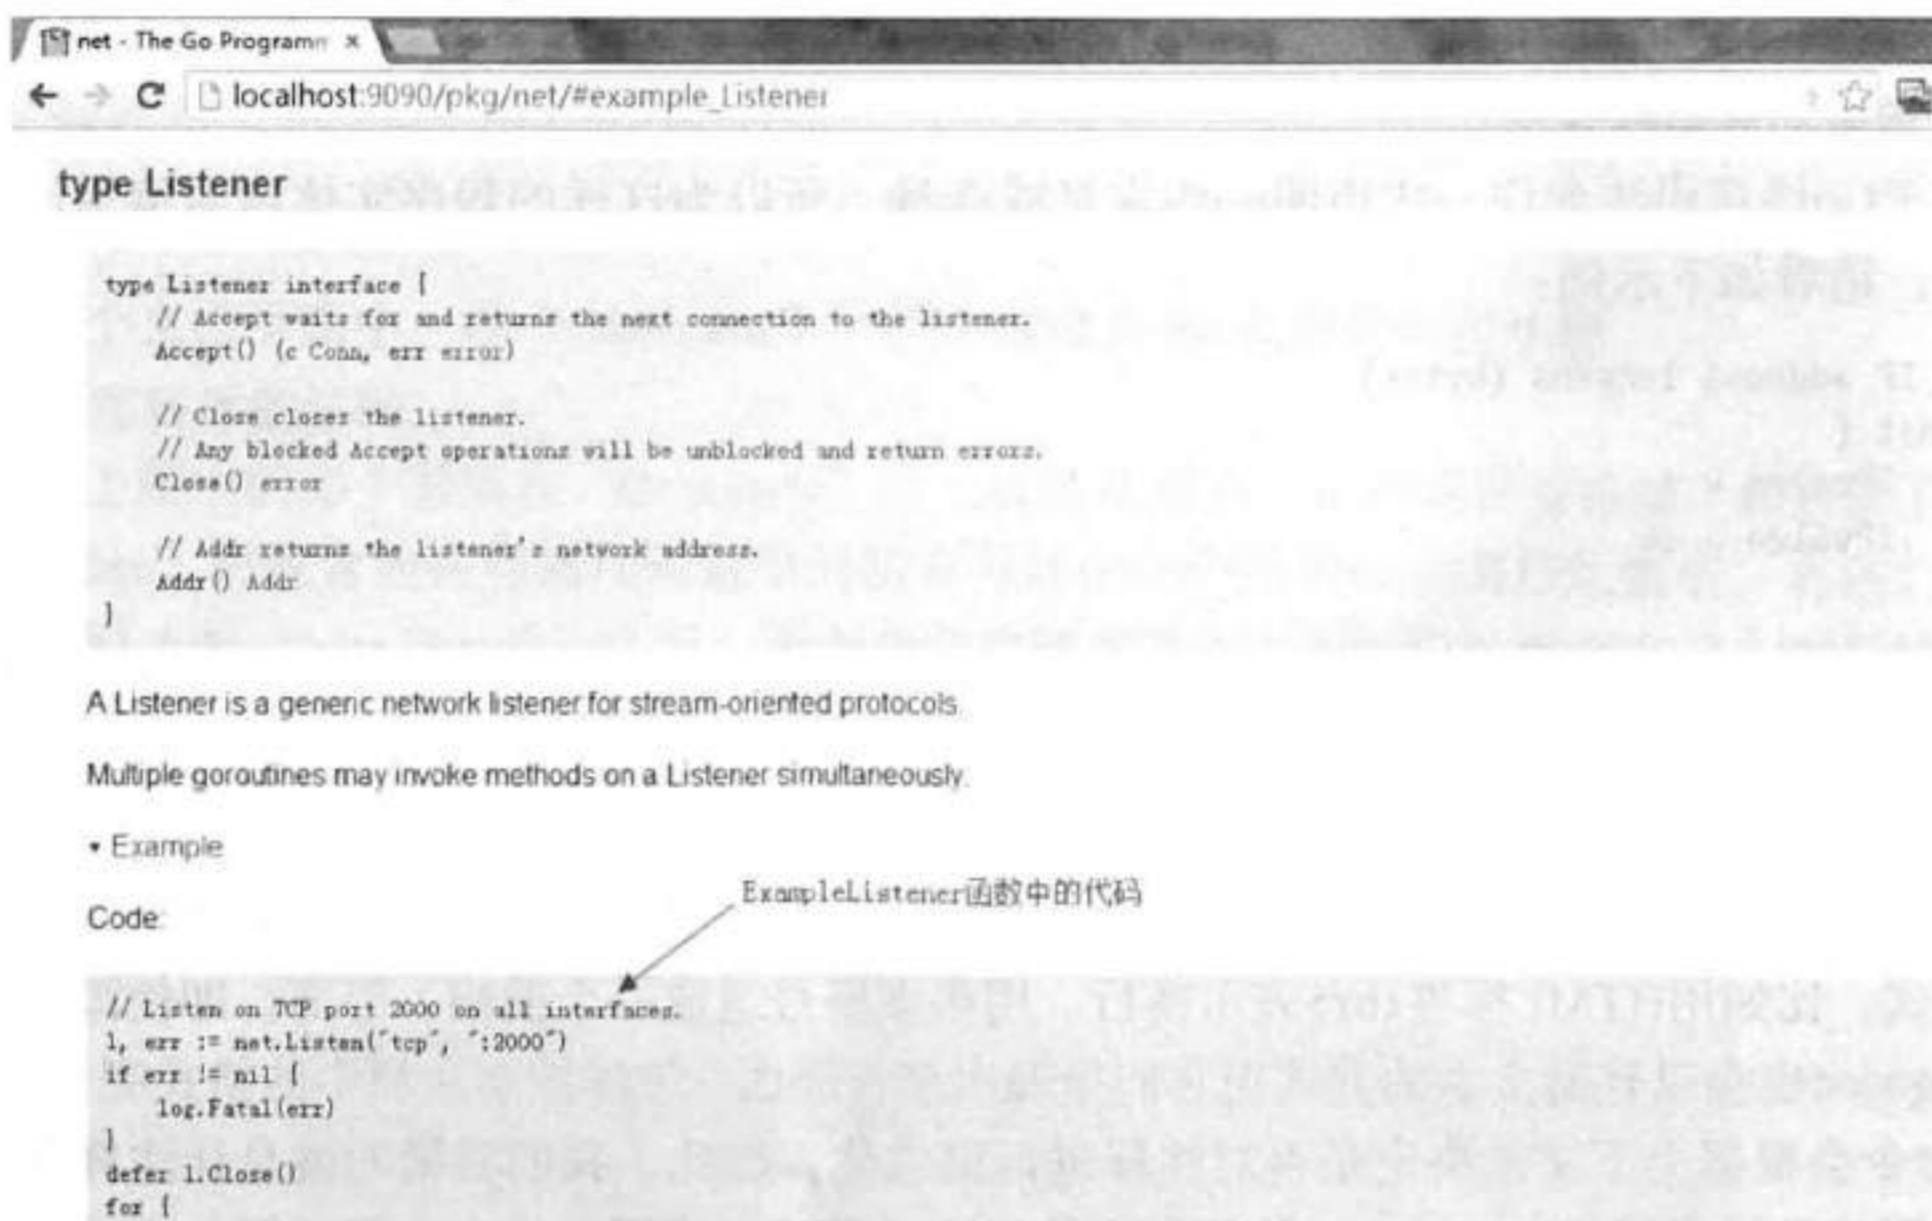 net - The Go Programm
localhost:9090/pkg/net/#example_Listener
type Listener
type Listener interface {
// Accept waits for and returns the next connection to the listener.
Accept() (c Conn, err error)
// Close closes the listener.
// Any blocked Accept operations will be unblocked and return errors.
Close() error
// Addr returns the listener's network address.
Addr() Addr
}
A Listener is a generic network listener for stream-oriented protocols.
Multiple goroutines may invoke methods on a Listener simultaneously.
▾ Example
ExampleListener函数中的代码
Code:
// Listen on TCP port 2000 on all interfaces.
l, err := net.Listen("tcp", ":2000")
if err != nil {
log.Fatal(err)
}
defer l.Close()
for {